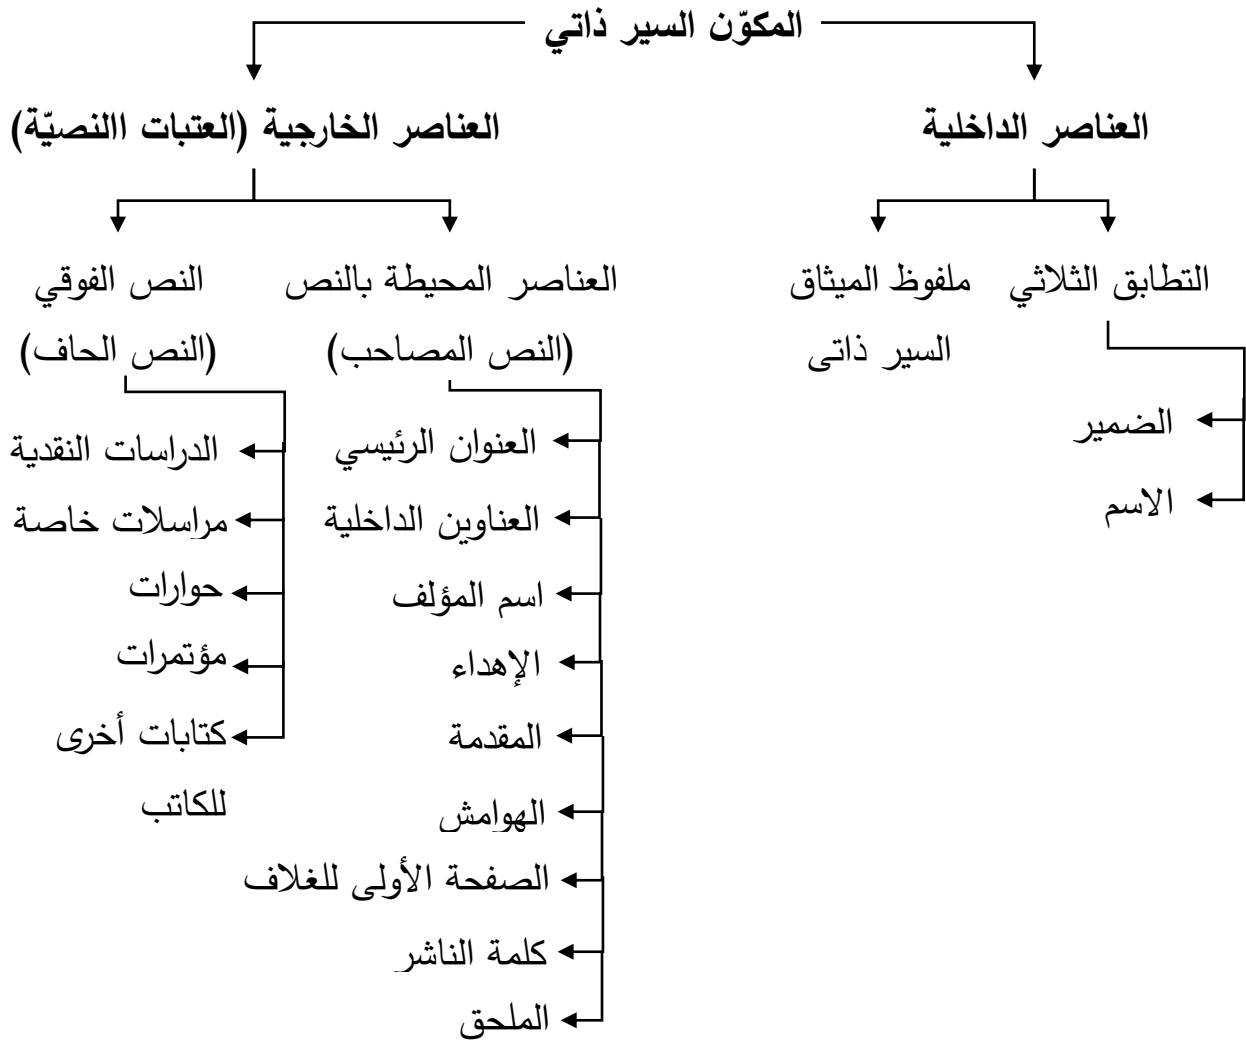 المكوّن السير ذاتي
العناصر الداخلية
العناصر الخارجية (العتبات االنصيّة)
التطابق الثلاثي
ملفوظ الميثاق
السير ذاتى
الضمير
الاسم
العناصر المحيطة بالنص
(النص المصاحب)
العنوان الرئيسي
العناوين الداخلية
اسم المؤلف
الإهداء
المقدمة
الهوامش
الصفحة الأولى للغلاف
كلمة الناشر
الملحق
النص الفوقي
(النص الحاف)
الدراسات النقدية
مراسلات خاصة
حوارات
مؤتمرات
كتابات أخرى
للكاتب